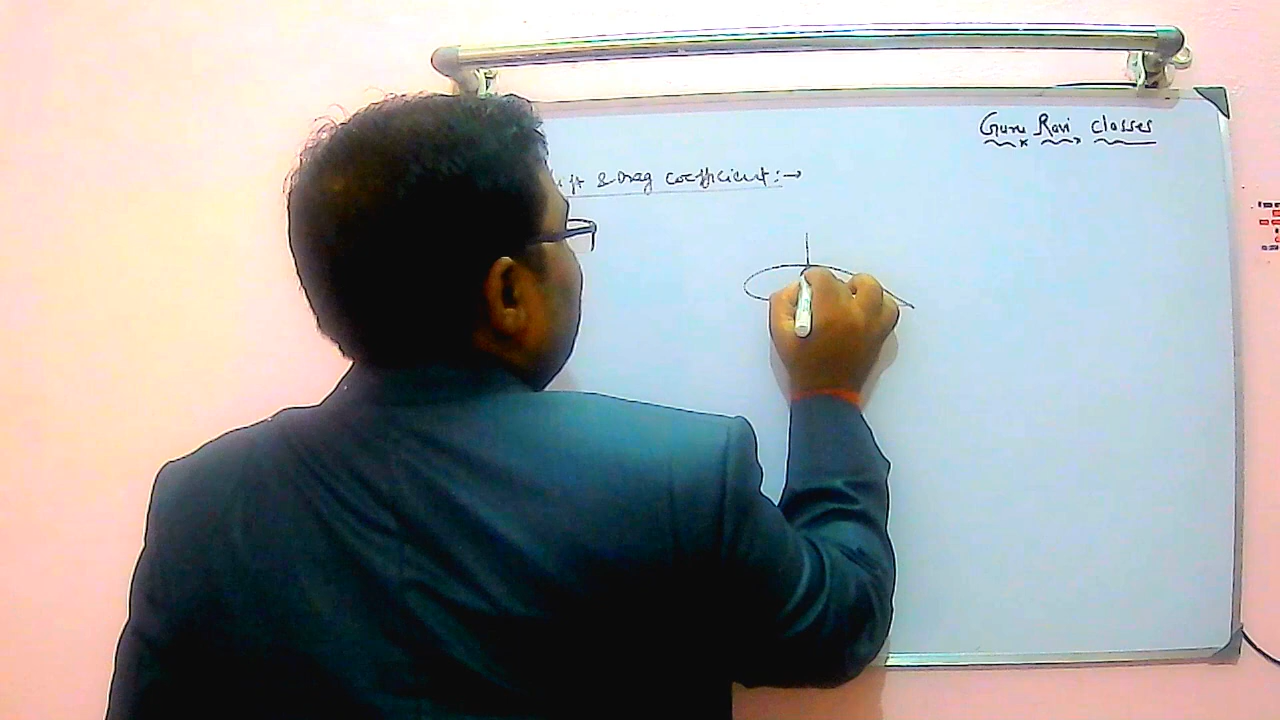 Guru Ravi classes
& Drag coefficient :→